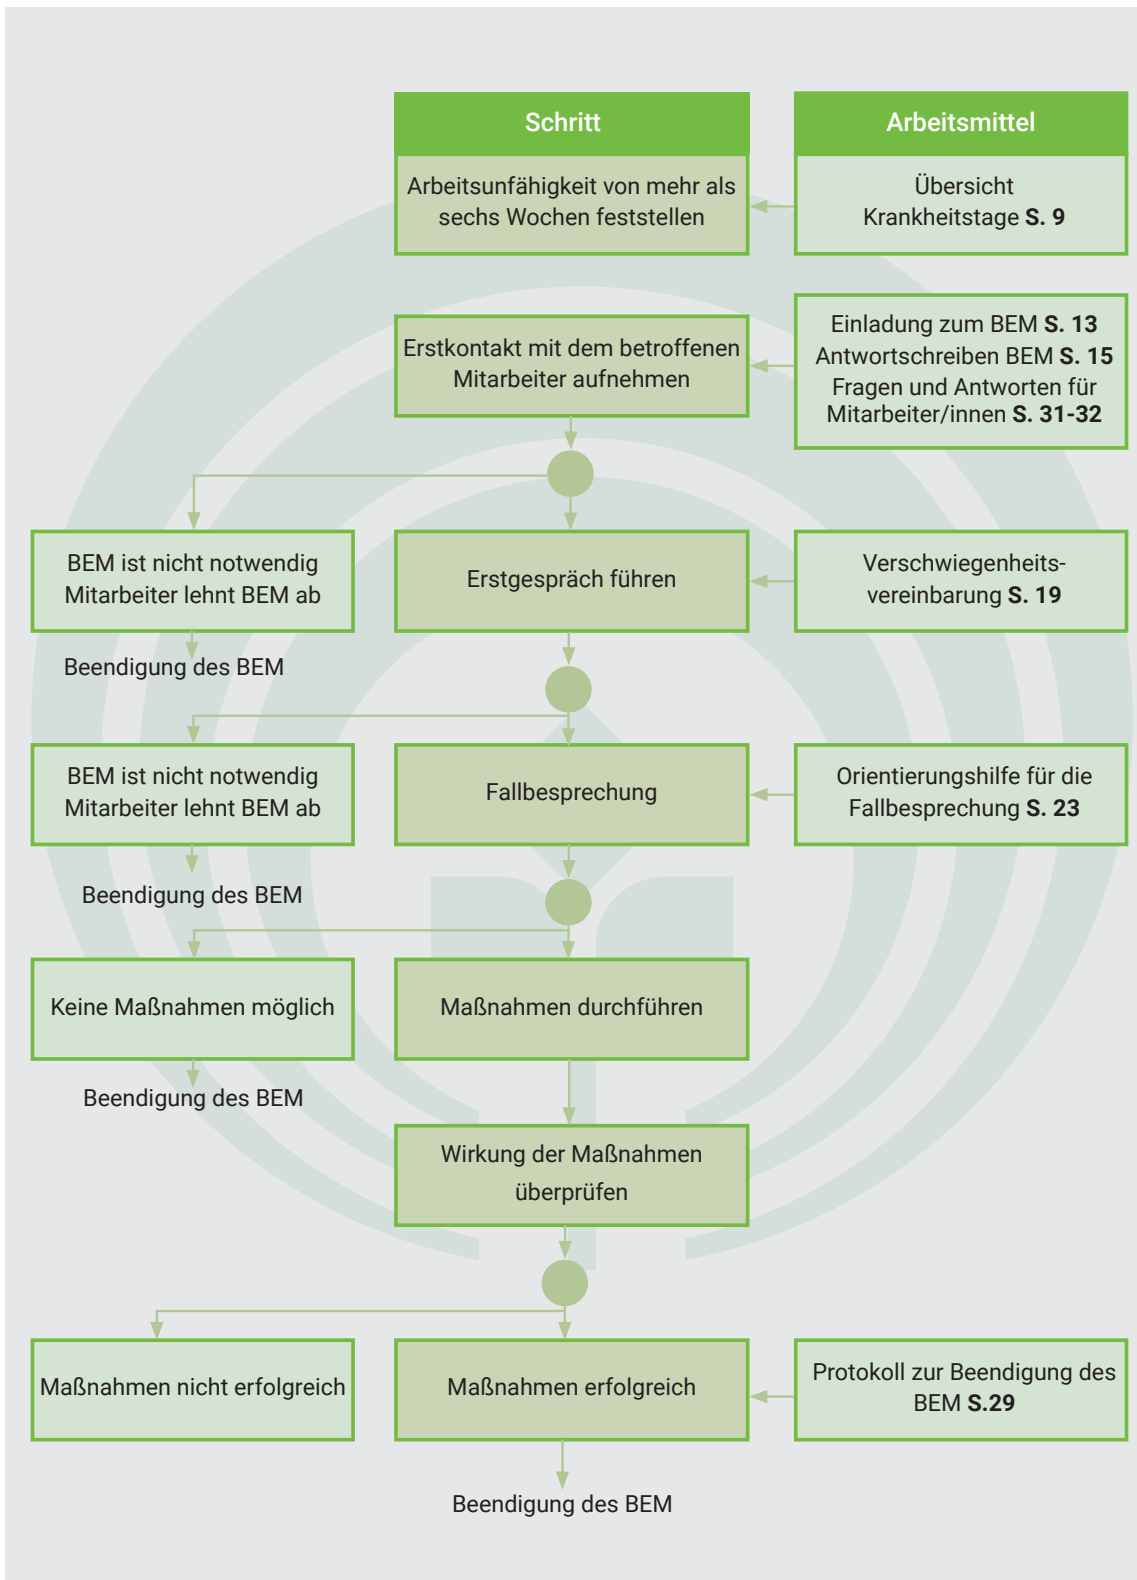 Schritt
Arbeitsmittel
Arbeitsunfähigkeit von mehr als
sechs Wochen feststellen
Übersicht
Krankheitstage S. 9
Erstkontakt mit dem betroffenen
Mitarbeiter aufnehmen
Einladung zum BEM S. 13
Antwortschreiben BEM S. 15
Fragen und Antworten für
Mitarbeiter/innen S. 31-32
BEM ist nicht notwendig
Mitarbeiter lehnt BEM ab
Erstgespräch führen
Verschwiegenheits-
vereinbarung S. 19
Beendigung des BEM
BEM ist nicht notwendig
Mitarbeiter lehnt BEM ab
Fallbesprechung
Orientierungshilfe für die
Fallbesprechung S. 23
Beendigung des BEM
Keine Maßnahmen möglich
Maßnahmen durchführen
Beendigung des BEM
Wirkung der Maßnahmen
überprüfen
Maßnahmen nicht erfolgreich
Maßnahmen erfolgreich
Protokoll zur Beendigung des
BEM S.29
Beendigung des BEM